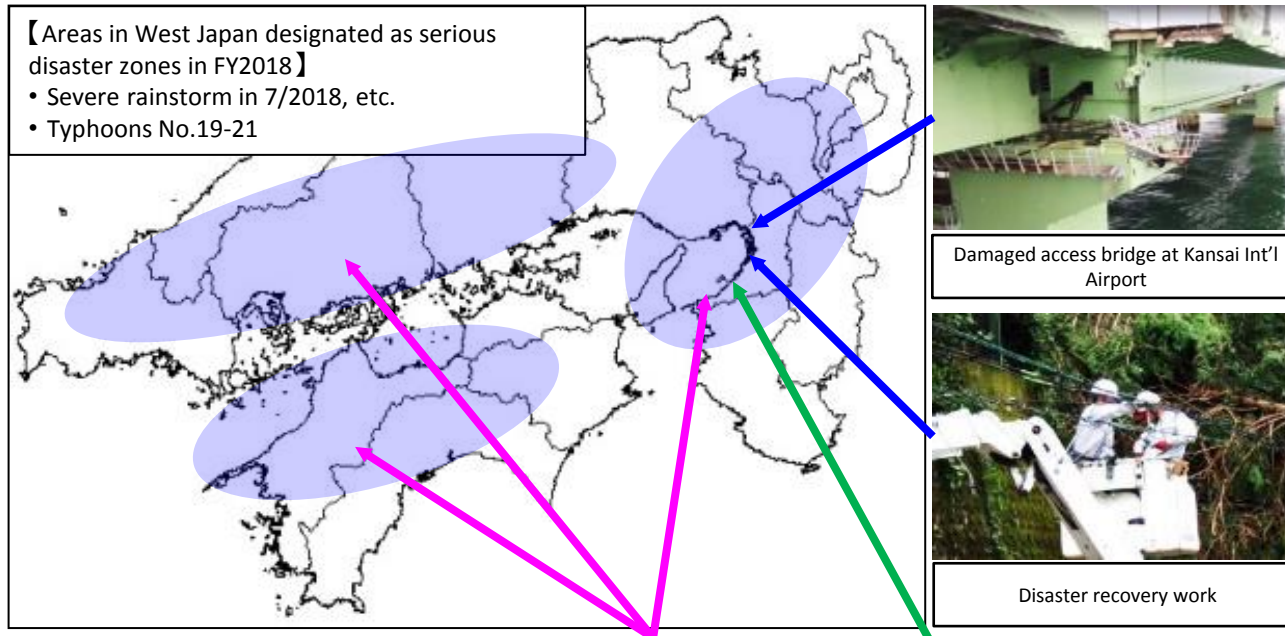 【Areas in West Japan designated as serious
disaster zones in FY2018】
• Severe rainstorm in 7/2018, etc.
• Typhoons No.19-21
Damaged access bridge at Kansai Int’l
Airport
Disaster recovery work